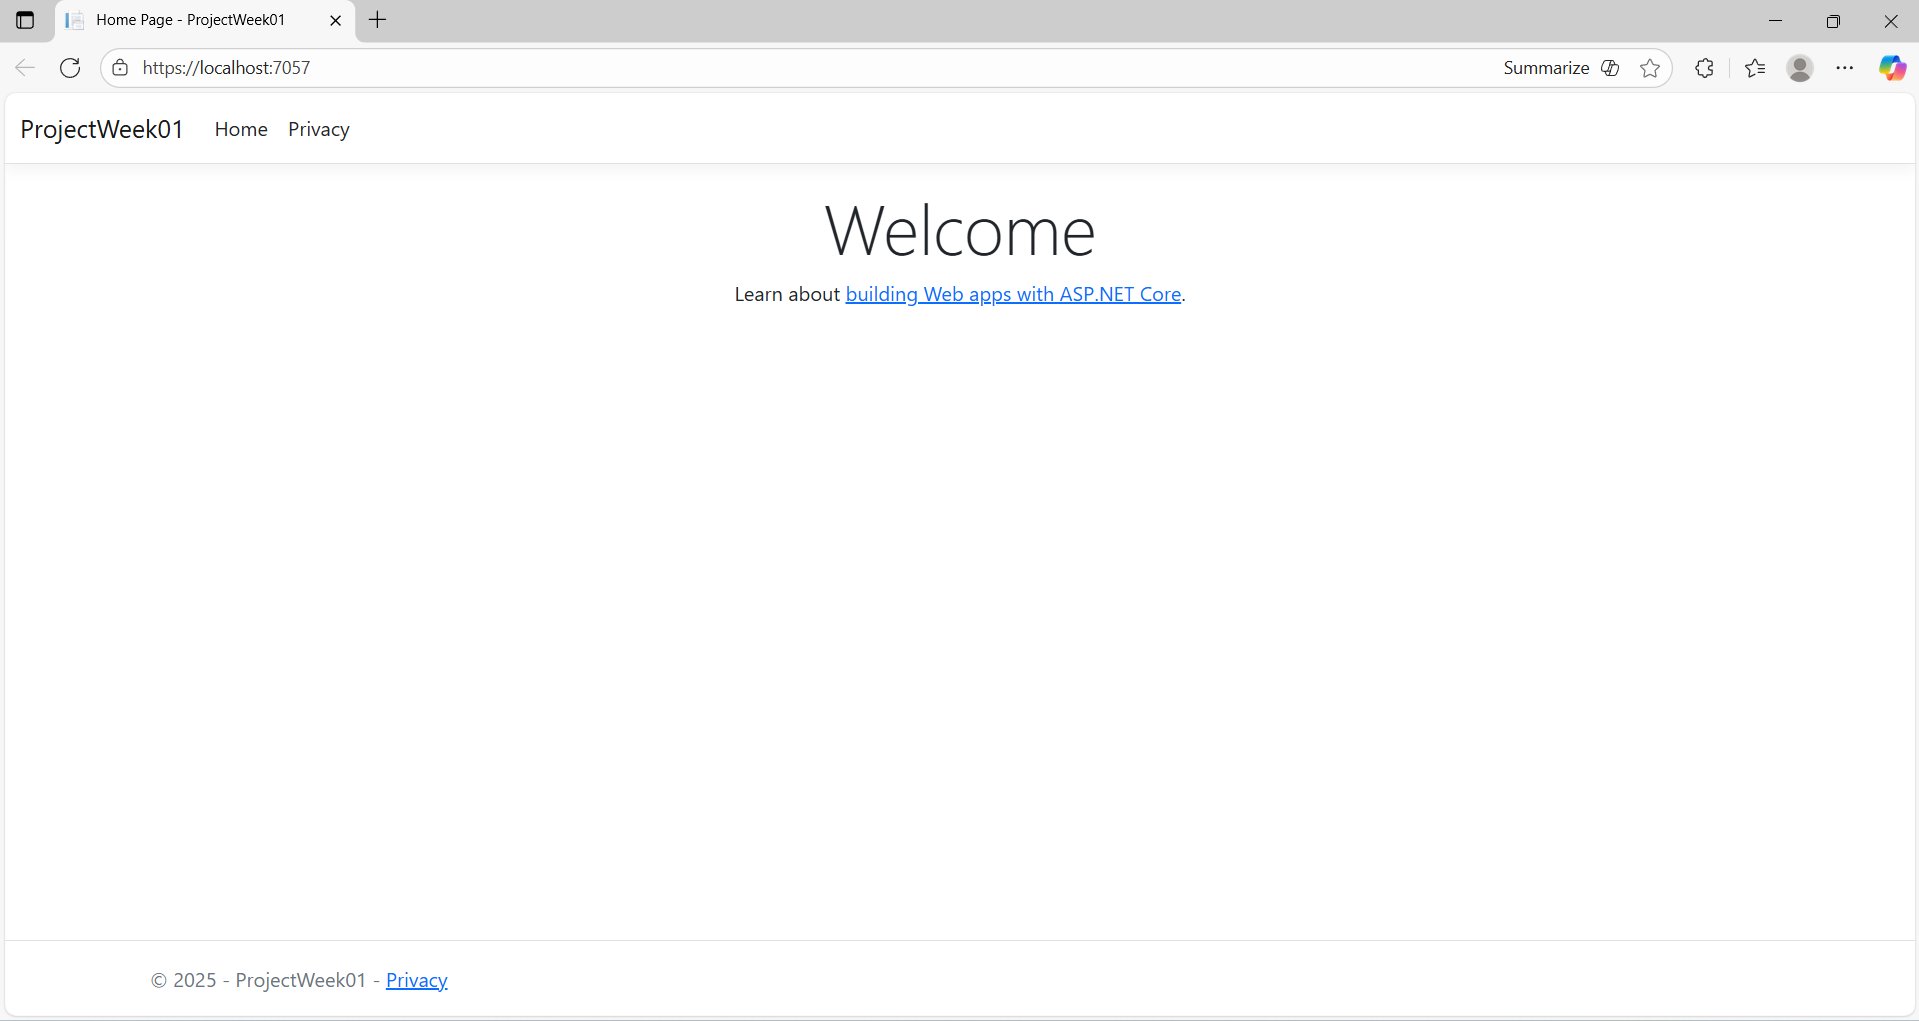 Home Page - ProjectWeek01
https://localhost:7057
Summarize
ProjectWeek01 Home Privacy
Welcome
Learn about building Web apps with ASP.NET Core.
© 2025 - ProjectWeek01 - Privacy